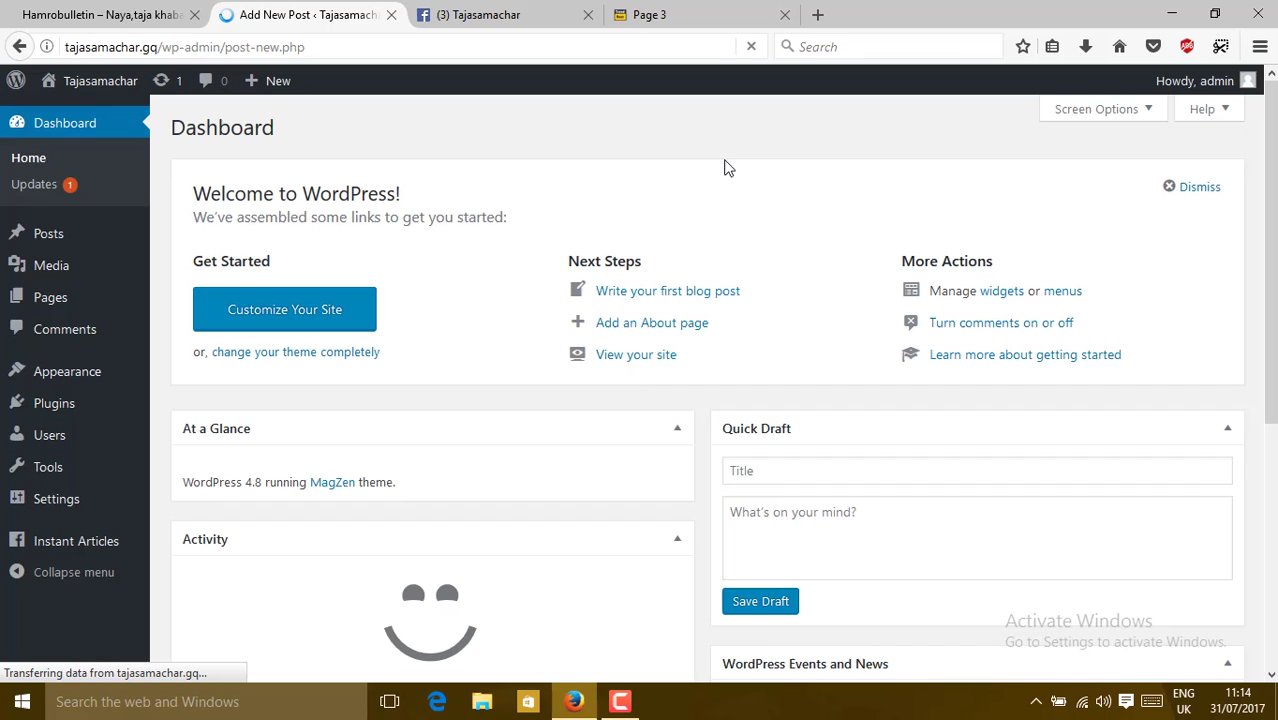 Hamrobulletin – Naya,taja khaba
Add New Post ‹ Tajasamacha
(3) Tajasamachar
Page 3
tajasamachar.gq/wp-admin/post-new.php
Search
Tajasamachar
1
0
New
Howdy, admin
Dashboard
Home
Updates 1
Posts
Media
Pages
Comments
Appearance
Plugins
Users
Tools
Settings
Instant Articles
Collapse menu
Screen Options
Help
Dashboard
Welcome to WordPress!
Dismiss
We've assembled some links to get you started:
Get Started
Customize Your Site
or, change your theme completely
Next Steps
Write your first blog post
Add an About page
View your site
More Actions
Manage widgets or menus
Turn comments on or off
Learn more about getting started
At a Glance
WordPress 4.8 running MagZen theme.
Activity
Quick Draft
Title
What's on your mind?
Save Draft
WordPress Events and News
Activate Windows
Go to Settings to activate Windows.
Transferring data from tajasamachar.gq...
Search the web and Windows
ENG
UK
11:14
31/07/2017